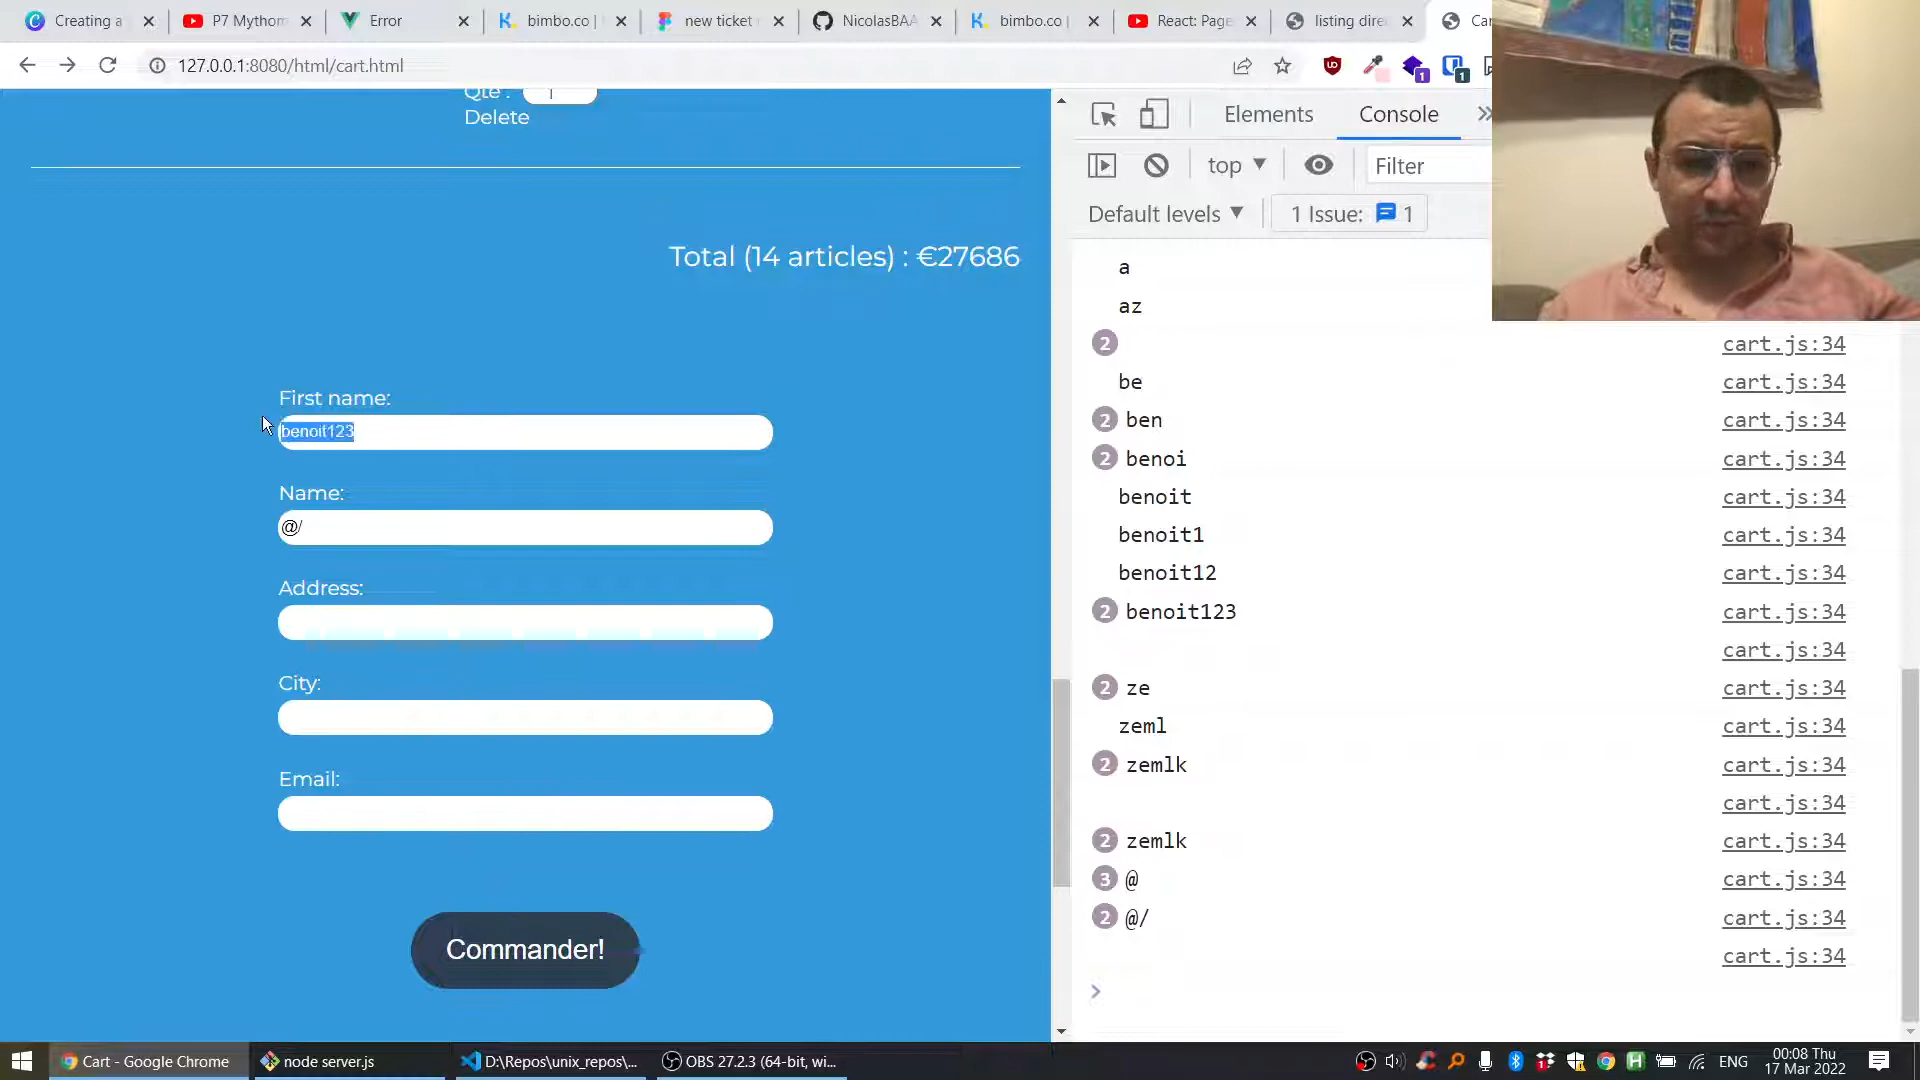 Creating a
P7 Mythom
Error
bimbo.co |
new ticket
NicolasBAA
bimbo.co |
React: Page
listing dire
Car
127.0.0.1:8080/html/cart.html
1
1
Qté :
Delete
Total (14 articles) : €27686
First name:
benoit123
Name:
@/
Address:
City:
Email:
Commander!
Elements
Console
top
Filter
Default levels
1 Issue:
1
a
az
2
cart.js:34
be
cart.js:34
2 ben
cart.js:34
2 benoi
cart.js:34
benoit
cart.js:34
benoit1
cart.js:34
benoit12
cart.js:34
2 benoit123
cart.js:34
cart.js:34
2 ze
cart.js:34
zeml
cart.js:34
2 zemlk
cart.js:34
cart.js:34
2 zemlk
cart.js:34
3 @
cart.js:34
2 @/
cart.js:34
cart.js:34
Cart - Google Chrome
node server.js
D:\Repos\unix_repos\...
OBS 27.2.3 (64-bit, wi...
ENG
00:08 Thu
17 Mar 2022